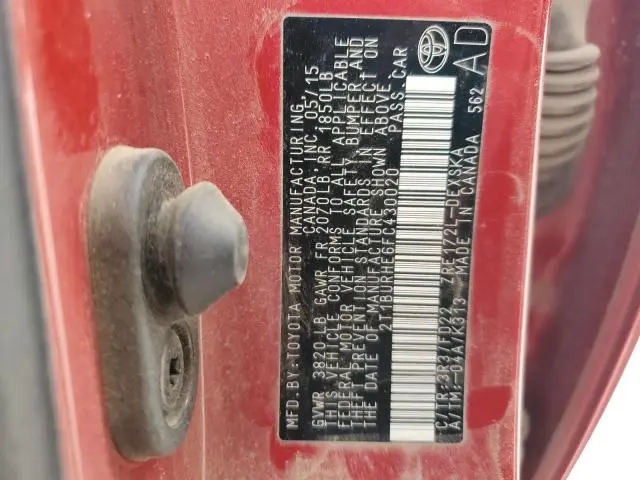 MFD.BY:TOYOTA MOTOR MANUFACTURING
CANADA, INC. 05/15
GVWR 3820LB GAWR FR 2070LB RR 1850LB
THIS VEHICLE CONFORMS TO ALL APPLICABLE
FEDERAL MOTOR VEHICLE SAFETY, BUMPER, AND
THEFT PREVENTION STANDARDS IN EFFECT ON
THE DATE OF MANUFACTURE SHOWN ABOVE.
2T1BURHE6FC430020 PASS.CAR
C/TR:3R3/FD22 ZRE172L-DEXSKA
A/TM:-04A/K313 MADE IN CANADA 562
AD